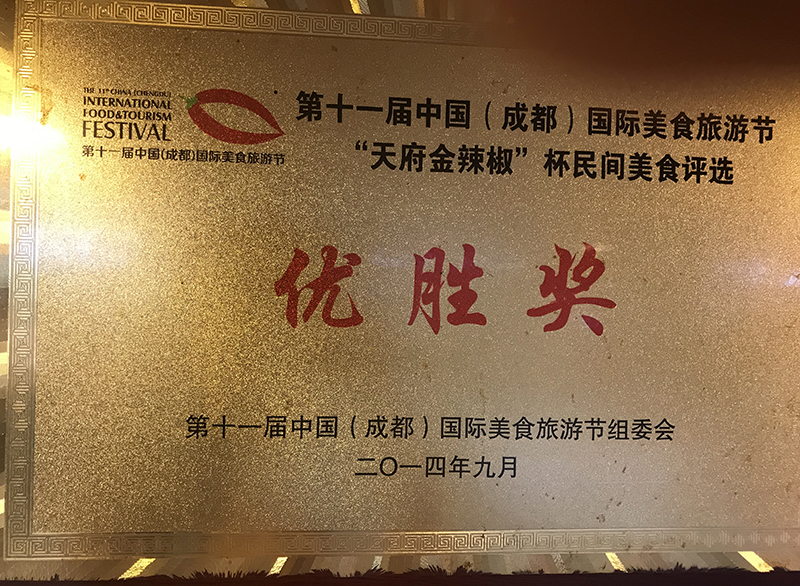 THE 11th CHINA (CHENGDU)
INTERNATIONAL
FOOD&TOURISM
FESTIVAL
第十一届中国(成都)国际美食旅游节
第十一届中国（成都）国际美食旅游节
“天府金辣椒”杯民间美食评选
优胜奖
第十一届中国（成都）国际美食旅游节组委会
二〇一四年九月